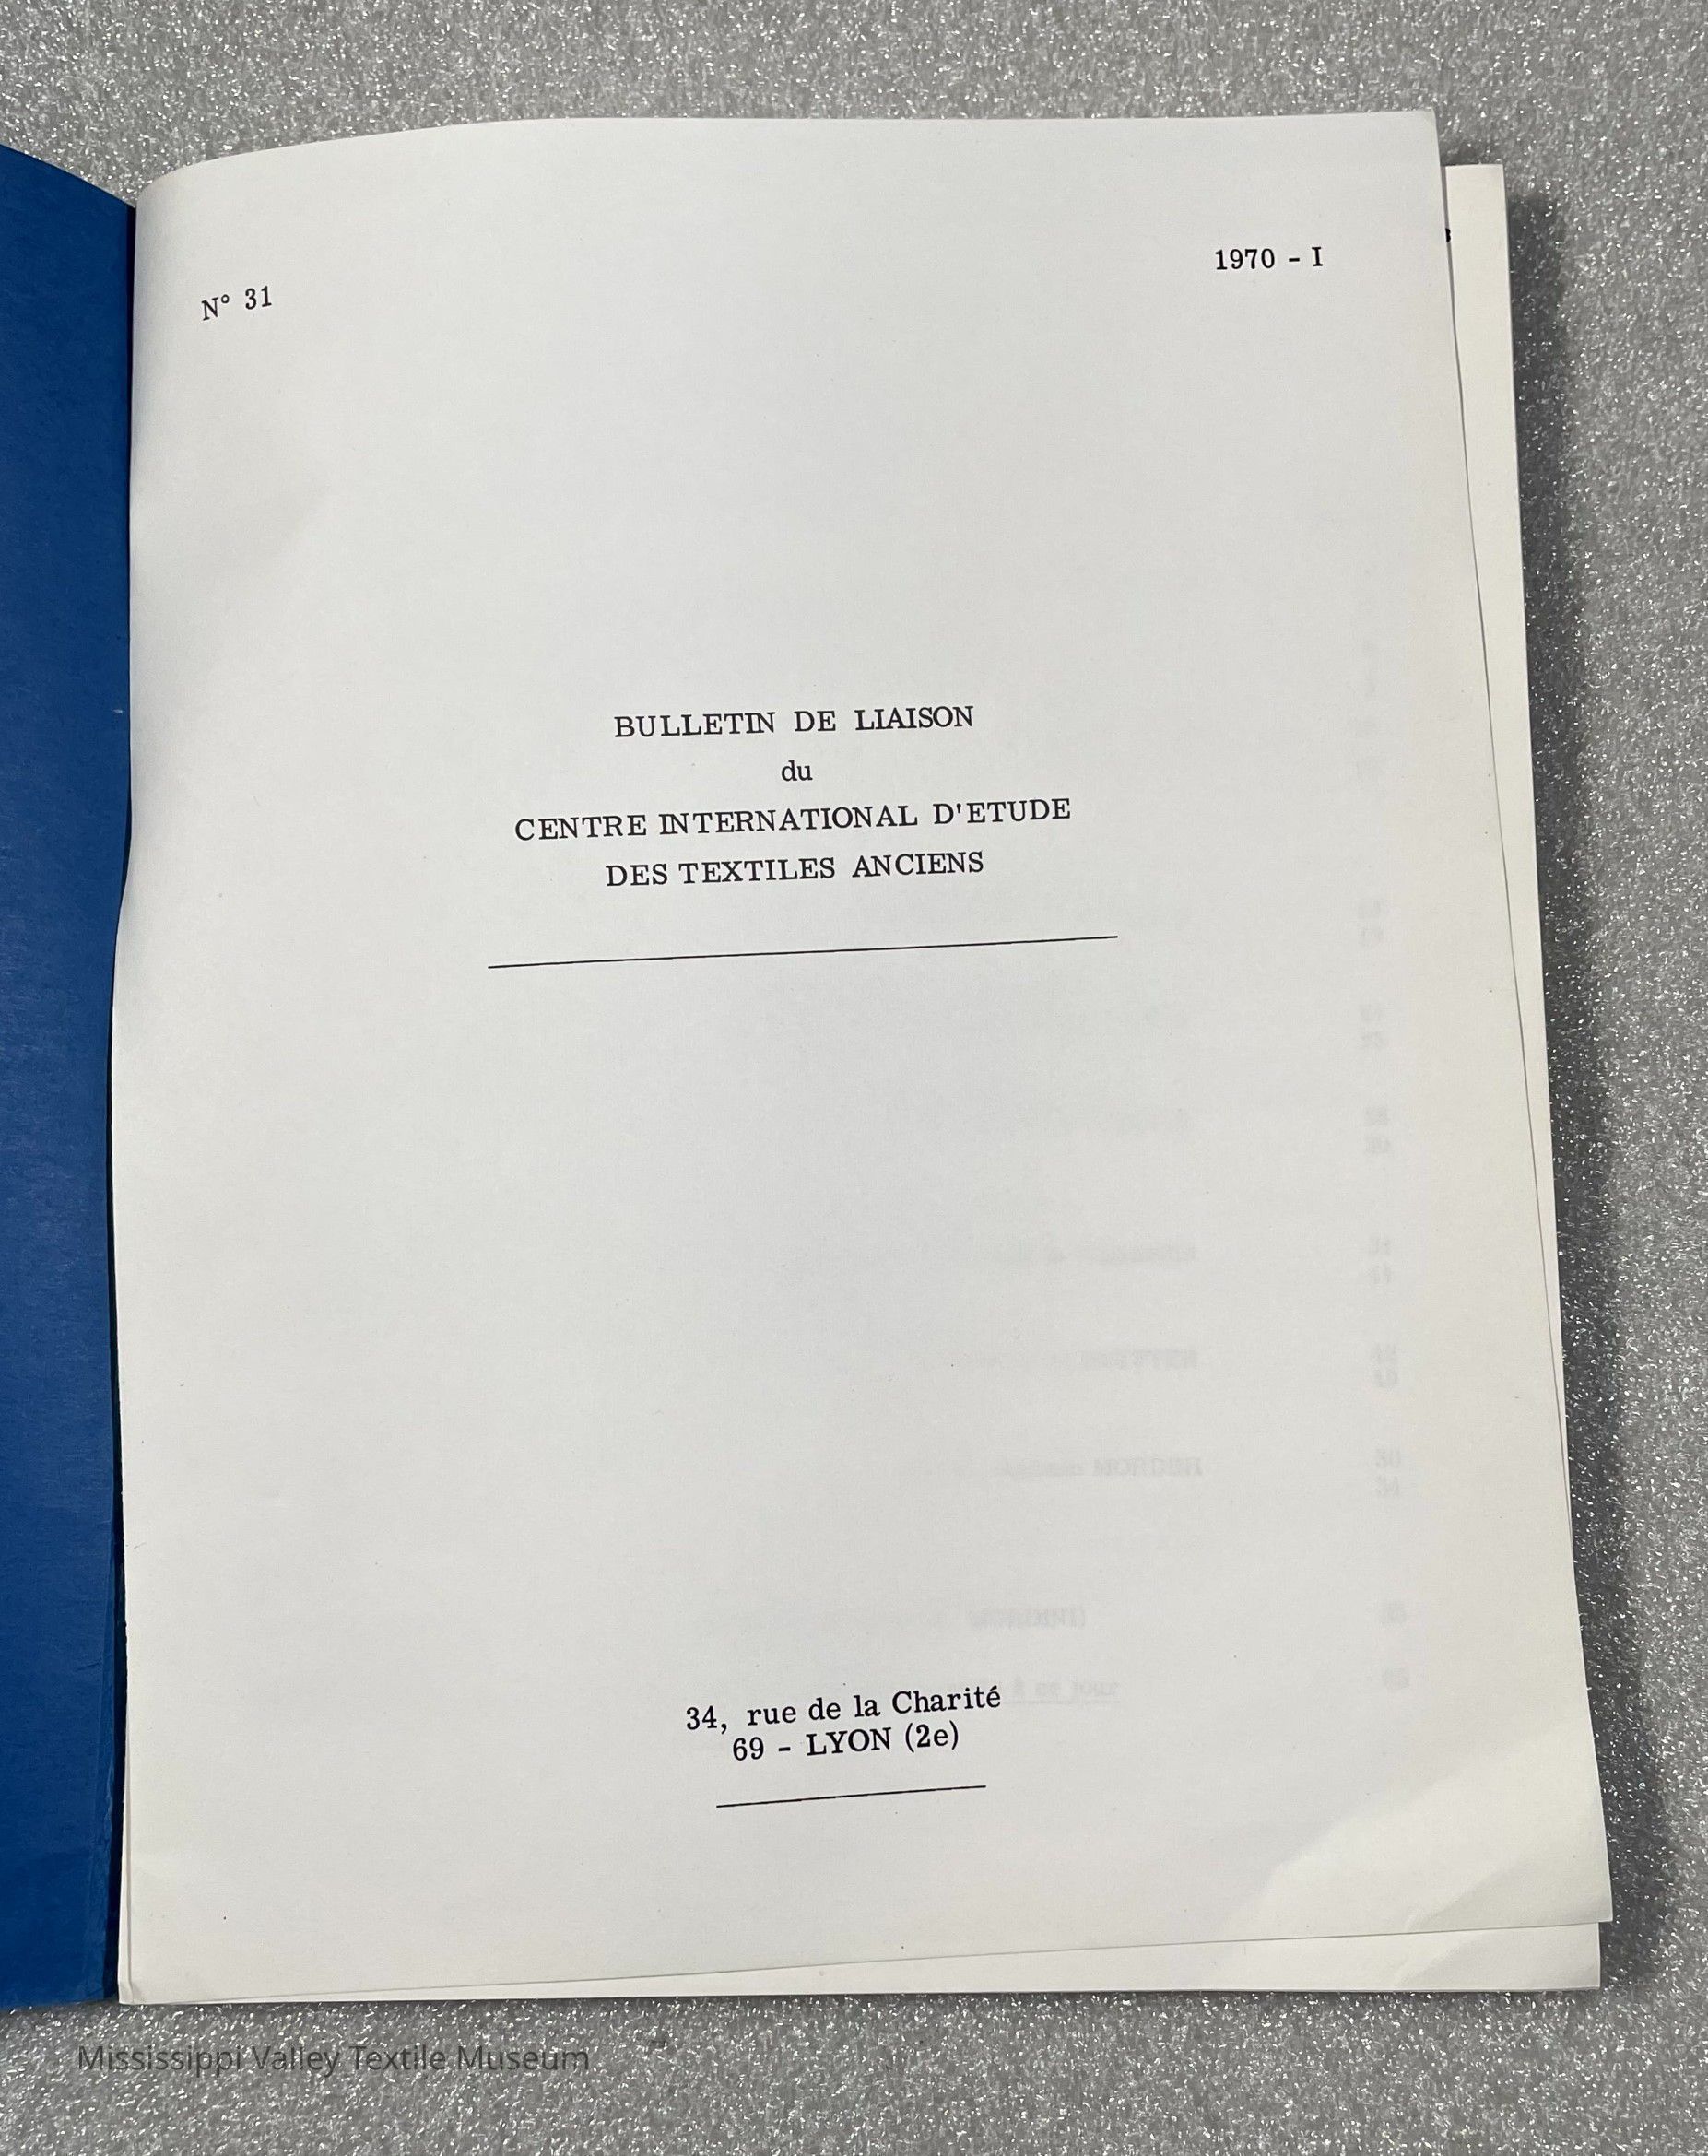 N° 31
1970 - I
BULLETIN DE LIAISON
du
CENTRE INTERNATIONAL D'ETUDE
DES TEXTILES ANCIENS
34, rue de la Charité
69 - LYON (2e)
Mississippi Valley Textile Museum